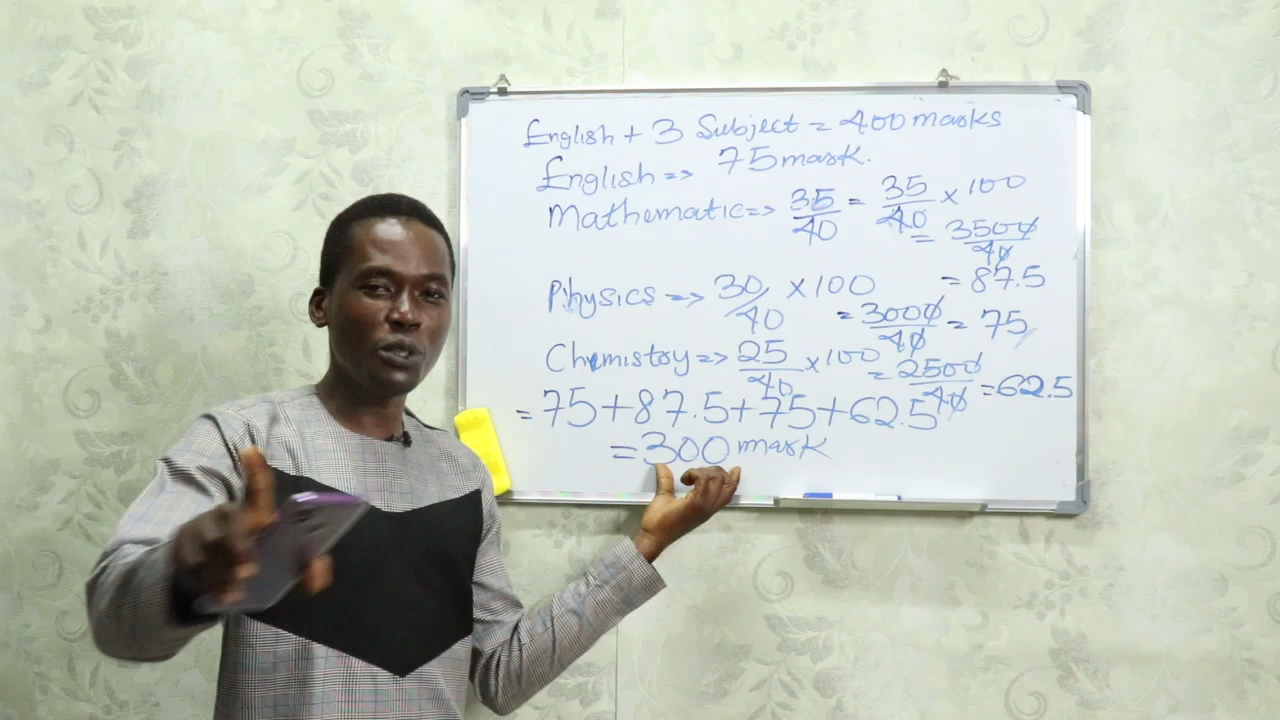 English + 3 Subject = 400 marks
English => 75 mark.
Mathematic => 35/40 = 35/40 × 100
= 3500/40
= 87.5
Physics => 30/40 × 100
= 3000/40 = 75
Chemistry => 25/40 × 100
= 2500/40 = 62.5
= 75 + 87.5 + 75 + 62.5
= 300 mark